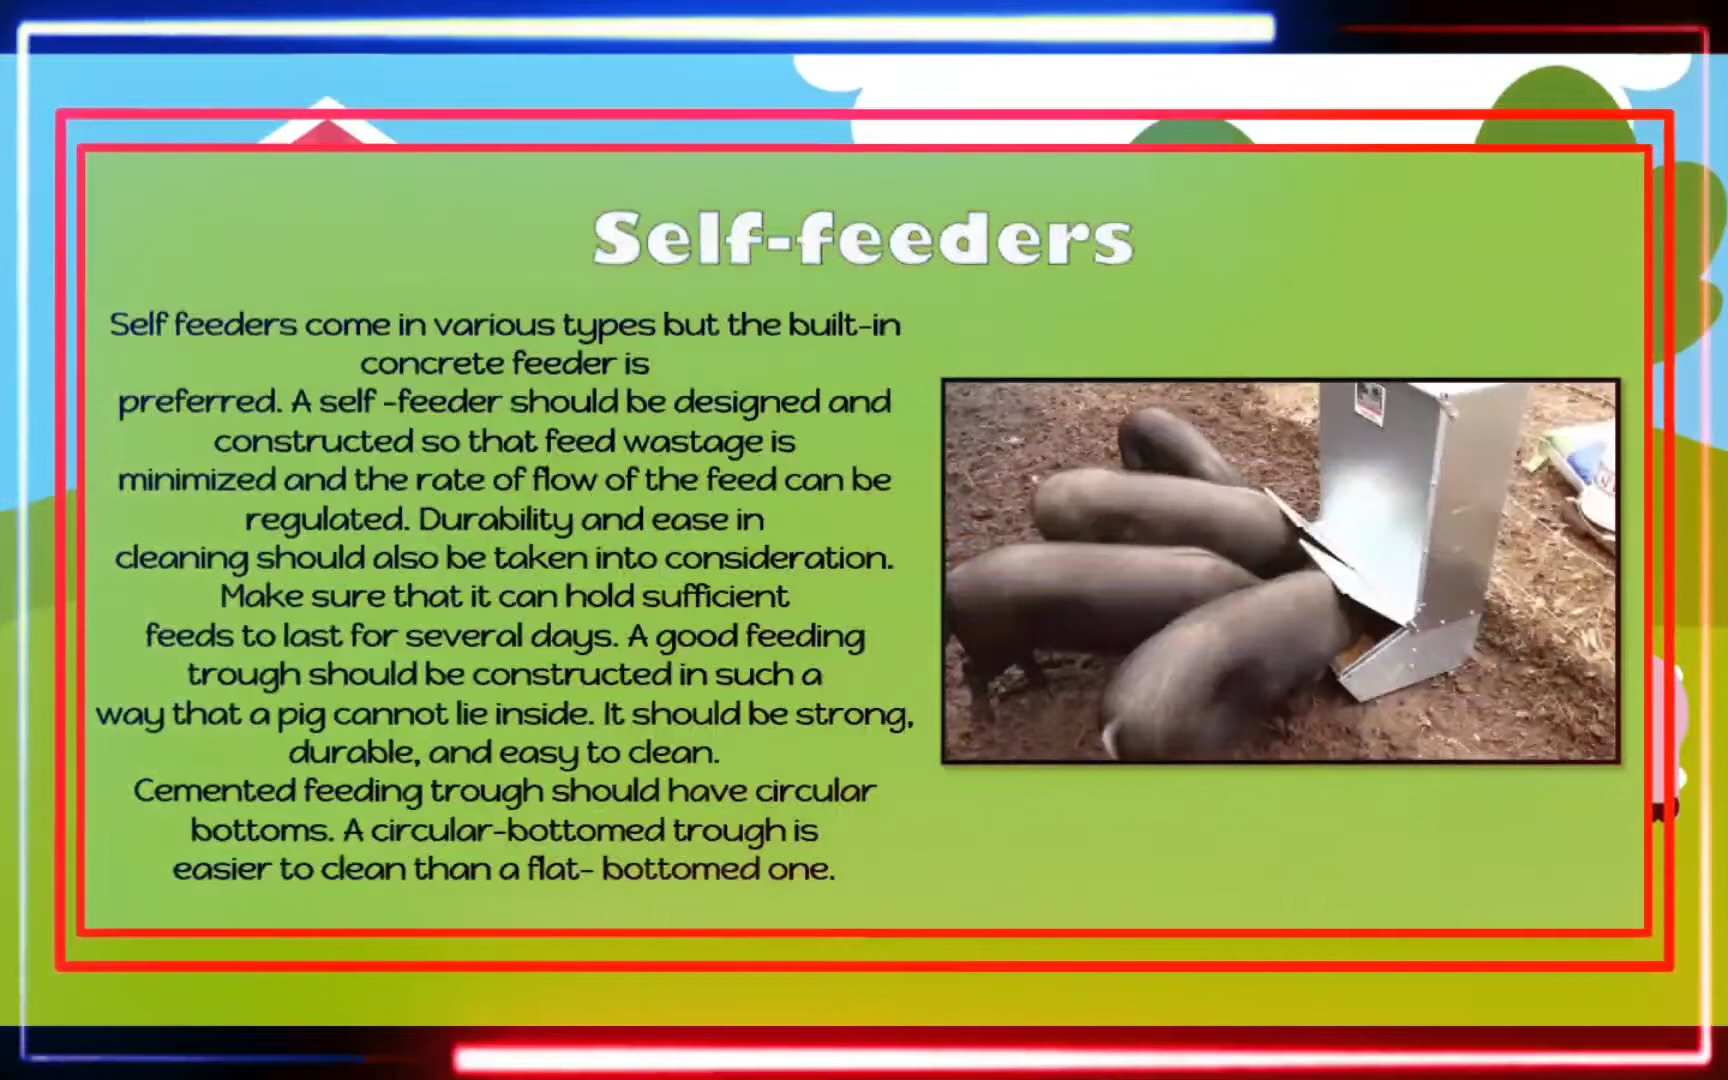 Self-feeders
Self feeders come in various types but the built-in
concrete feeder is
preferred. A self -feeder should be designed and
constructed so that feed wastage is
minimized and the rate of flow of the feed can be
regulated. Durability and ease in
cleaning should also be taken into consideration.
Make sure that it can hold sufficient
feeds to last for several days. A good feeding
trough should be constructed in such a
way that a pig cannot lie inside. It should be strong,
durable, and easy to clean.
Cemented feeding trough should have circular
bottoms. A circular-bottomed trough is
easier to clean than a flat- bottomed one.